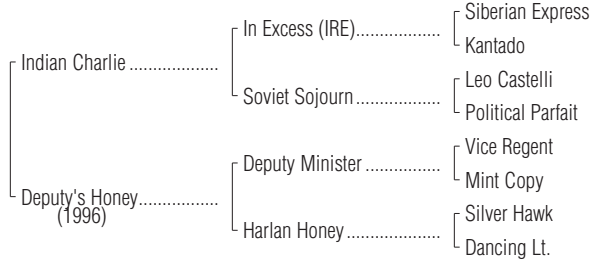 Siberian Express
In Excess (IRE)...................
Kantado
Indian Charlie ...................
Leo Castelli
Soviet Sojourn ...................
Political Parfait
Vice Regent
Deputy Minister .................
Mint Copy
Deputy's Honey..................
(1996)
Silver Hawk
Harlan Honey .....................
Dancing Lt.